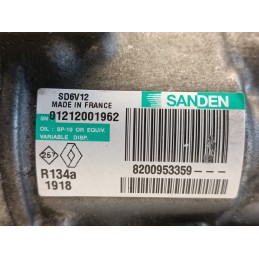 SD6V12
MADE IN FRANCE
SANDEN
S/N 01212001962
OIL : SP-10 OR EQUIV.
VARIABLE DISP.
R134a
1918
8200953359---